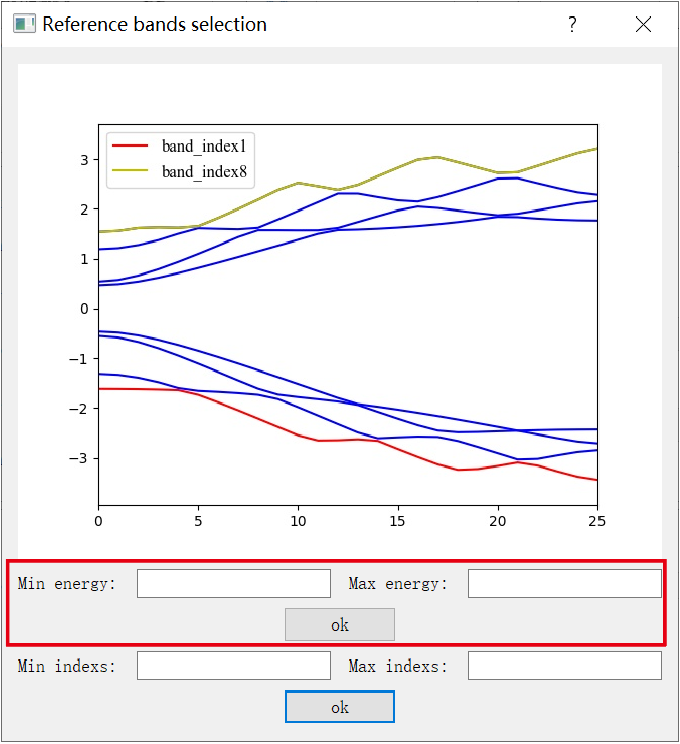 Reference bands selection ?
band_index1
band_index8
3
2
1
0
−1
−2
−3
0 5 10 15 20 25
Min energy: Max energy:
ok
Min indexs: Max indexs:
ok